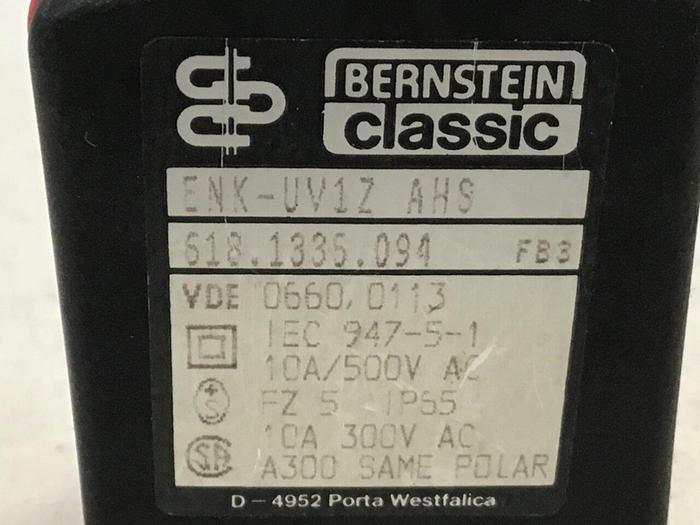 BERNSTEIN
classic
ENK-UV1Z AHS
618.1335.094 FB3
VDE 0660, 0113
IEC 947-5-1
10A/500V AC
S FZ 5 IP65
10A 300V AC
SA A300 SAME POLAR
D - 4952 Porta Westfalica